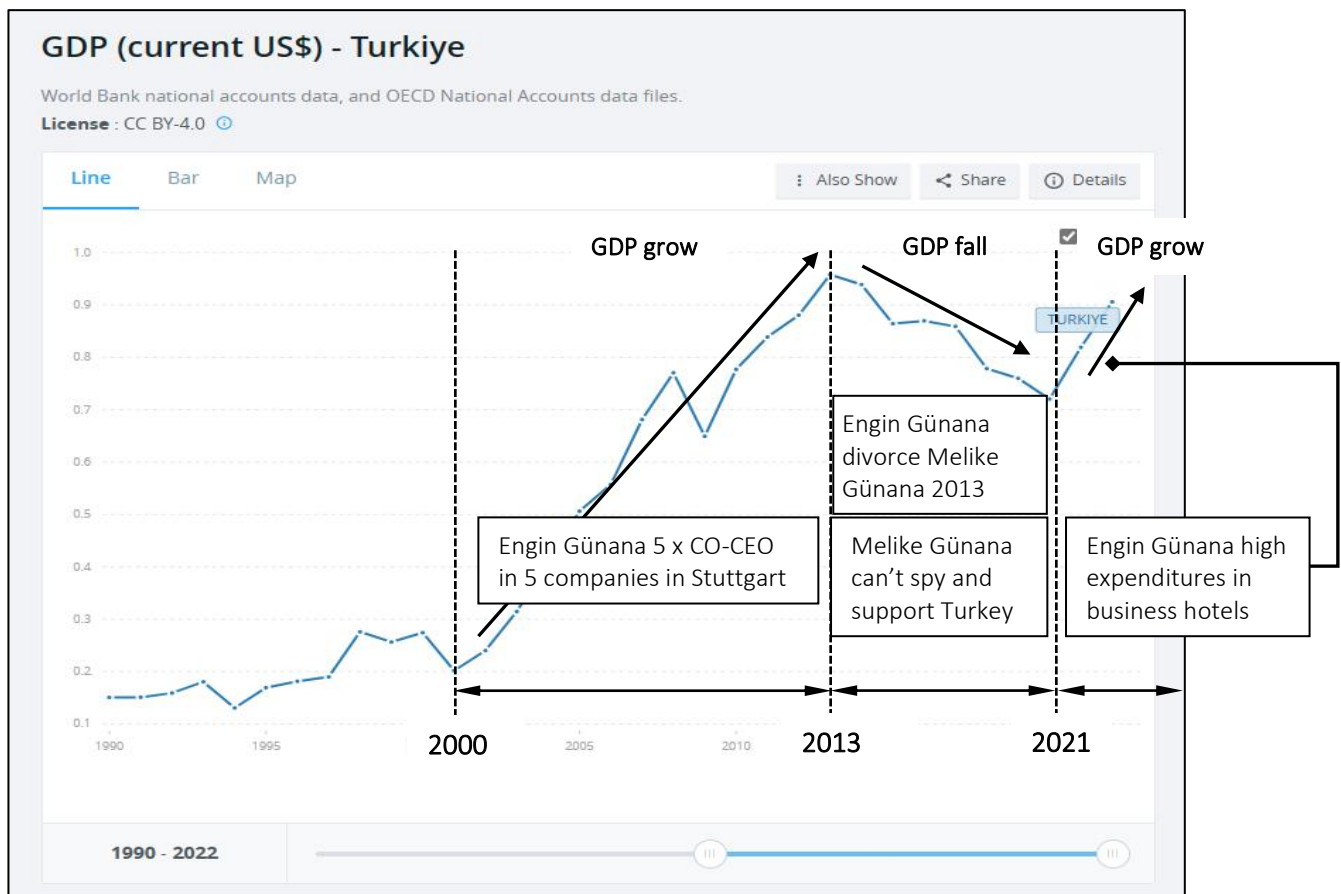 GDP (current US$) - Turkiye
World Bank national accounts data, and OECD National Accounts data files.
License : CC BY-4.0
Line
Bar
Map
Also Show
Share
Details
1.0
GDP grow
GDP fall
GDP grow
0.9
TURKIYE
0.8
0.7
Engin Günana
divorce Melike
Günana 2013
0.6
0.5
Engin Günana 5 x CO-CEO
in 5 companies in Stuttgart
Melike Günana
can’t spy and
support Turkey
Engin Günana high
expenditures in
business hotels
0.4
0.3
0.2
0.1
1990
1995
2000
2005
2010
2013
2021
1990 - 2022